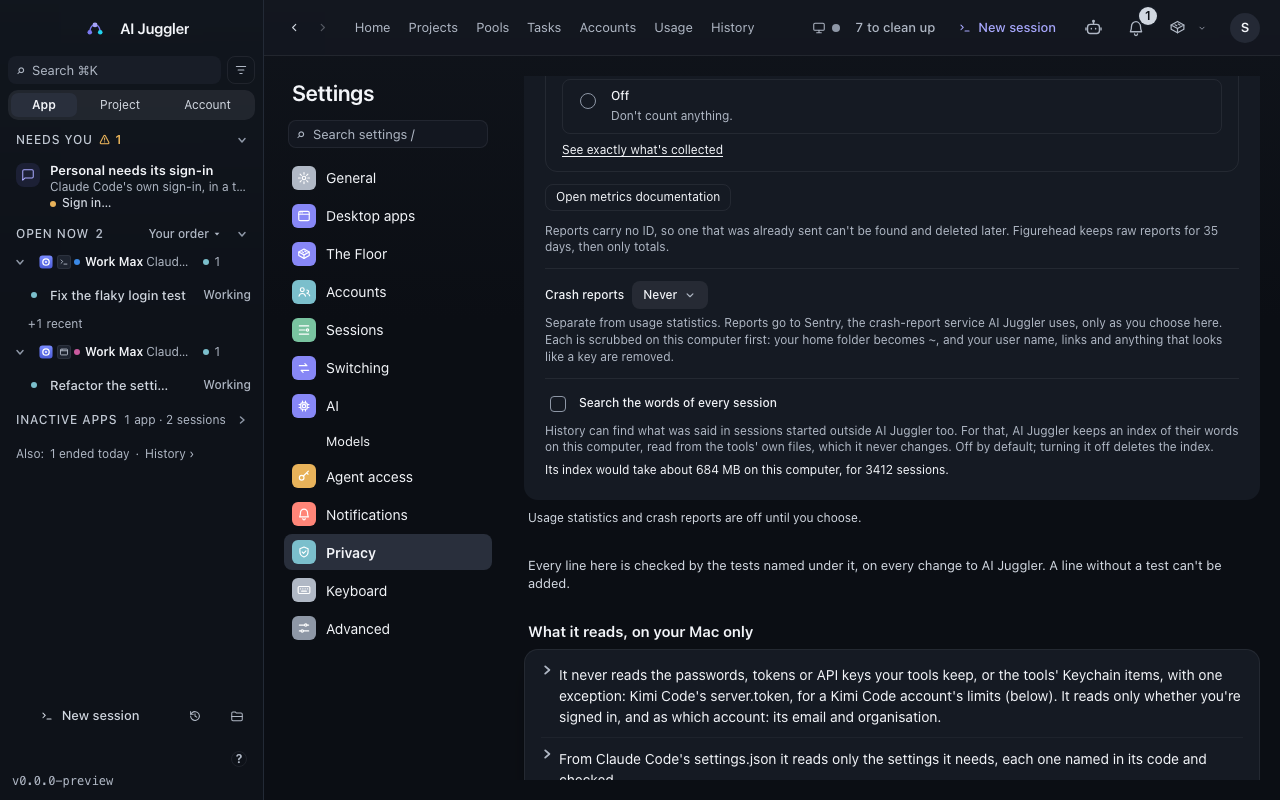 AI Juggler
Search ⌘K
App
Project
Account
NEEDS YOU
1
Personal needs its sign-in
Claude Code's own sign-in, in a t…
Sign in…
OPEN NOW 2
Your order
Work Max Claud…
1
Fix the flaky login test
Working
+1 recent
Work Max Claud…
1
Refactor the setti…
Working
INACTIVE APPS
1 app · 2 sessions
Also: 1 ended today · History ›
New session
?
v0.0.0-preview
Home
Projects
Pools
Tasks
Accounts
Usage
History
7 to clean up
New session
1
S
Settings
Search settings /
General
Desktop apps
The Floor
Accounts
Sessions
Switching
AI
Models
Agent access
Notifications
Privacy
Keyboard
Advanced
Off
Don't count anything.
See exactly what's collected
Open metrics documentation
Reports carry no ID, so one that was already sent can't be found and deleted later. Figurehead keeps raw reports for 35
days, then only totals.
Crash reports
Never
Separate from usage statistics. Reports go to Sentry, the crash-report service AI Juggler uses, only as you choose here.
Each is scrubbed on this computer first: your home folder becomes ~, and your user name, links and anything that looks
like a key are removed.
Search the words of every session
History can find what was said in sessions started outside AI Juggler too. For that, AI Juggler keeps an index of their words
on this computer, read from the tools' own files, which it never changes. Off by default; turning it off deletes the index.
Its index would take about 684 MB on this computer, for 3412 sessions.
Usage statistics and crash reports are off until you choose.
Every line here is checked by the tests named under it, on every change to AI Juggler. A line without a test can't be
added.
What it reads, on your Mac only
It never reads the passwords, tokens or API keys your tools keep, or the tools' Keychain items, with one
exception: Kimi Code's server.token, for a Kimi Code account's limits (below). It reads only whether you're
signed in, and as which account: its email and organisation.
From Claude Code's settings.json it reads only the settings it needs, each one named in its code and
checked.